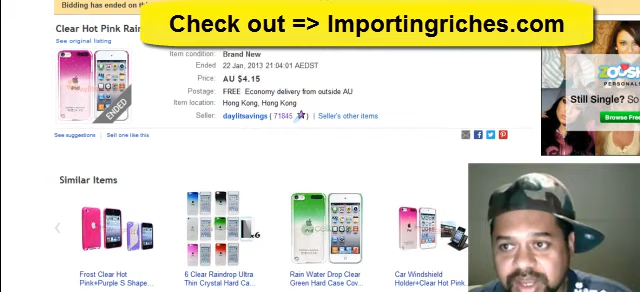 Bidding has ended on
Check out => Importingriches.com
Clear Hot Pink Rain
See original listing
ENDED
Item condition: Brand New
Ended 22 Jan, 2013 21:04:01 AEDST
Price: AU $4.15
Postage: FREE Economy delivery from outside AU
Item location: Hong Kong, Hong Kong
Seller: daylitsavings ( 71845 ) | Seller's other items
See suggestions | Sell one like this
ZOOSK
PERSONALS
Still Single? So
Browse Free
Similar Items
x6
Frost Clear Hot
Pink+Purple S Shape...
6 Clear Raindrop Ultra
Thin Crystal Hard Ca...
Rain Water Drop Clear
Green Hard Case Cov...
Car Windshield
Holder+Clear Hot Pink